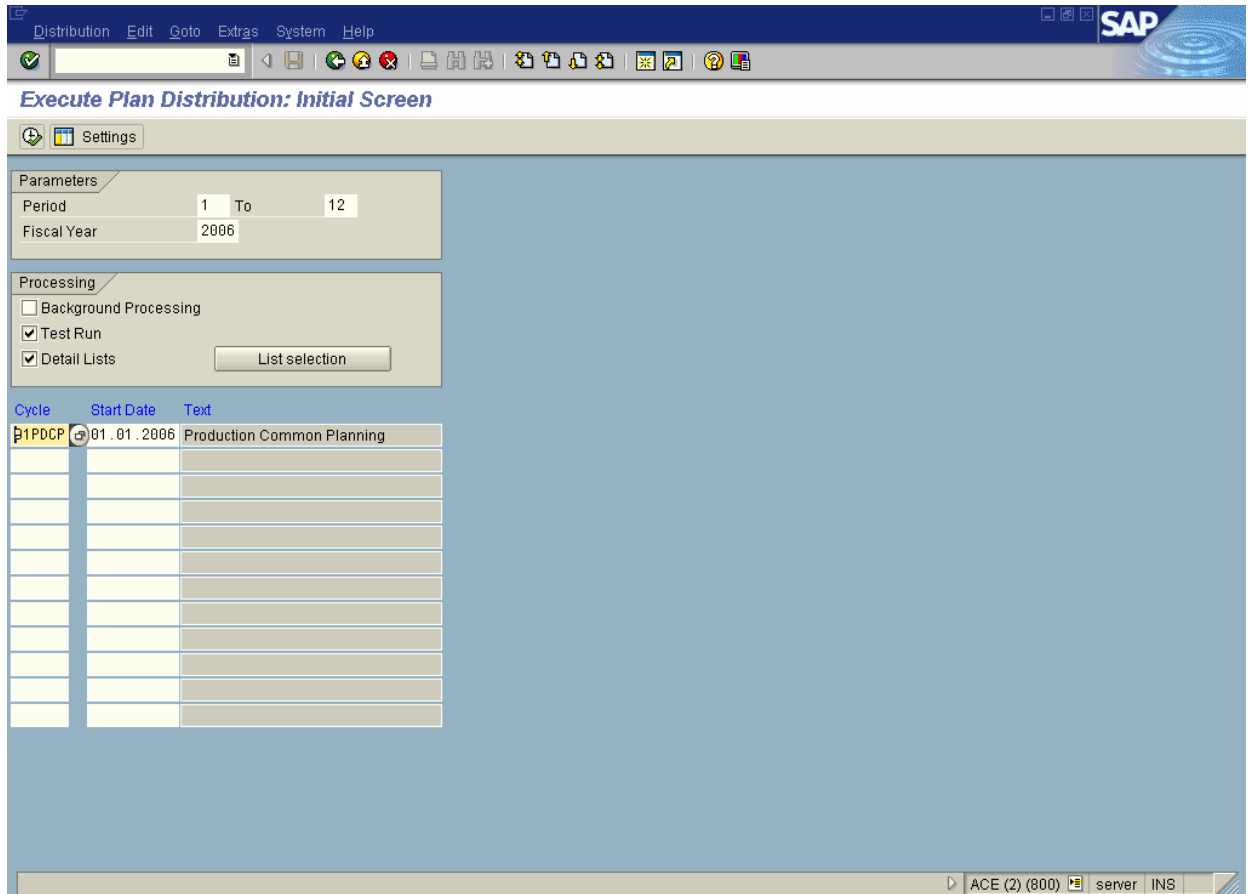 Distribution Edit Goto Extras System Help
SAP
Execute Plan Distribution: Initial Screen
Settings
Parameters
Period 1 To 12
Fiscal Year 2006
Processing
Background Processing
Test Run
Detail Lists List selection
Cycle Start Date Text
01PDCP 01.01.2006 Production Common Planning
ACE (2) (800) server INS